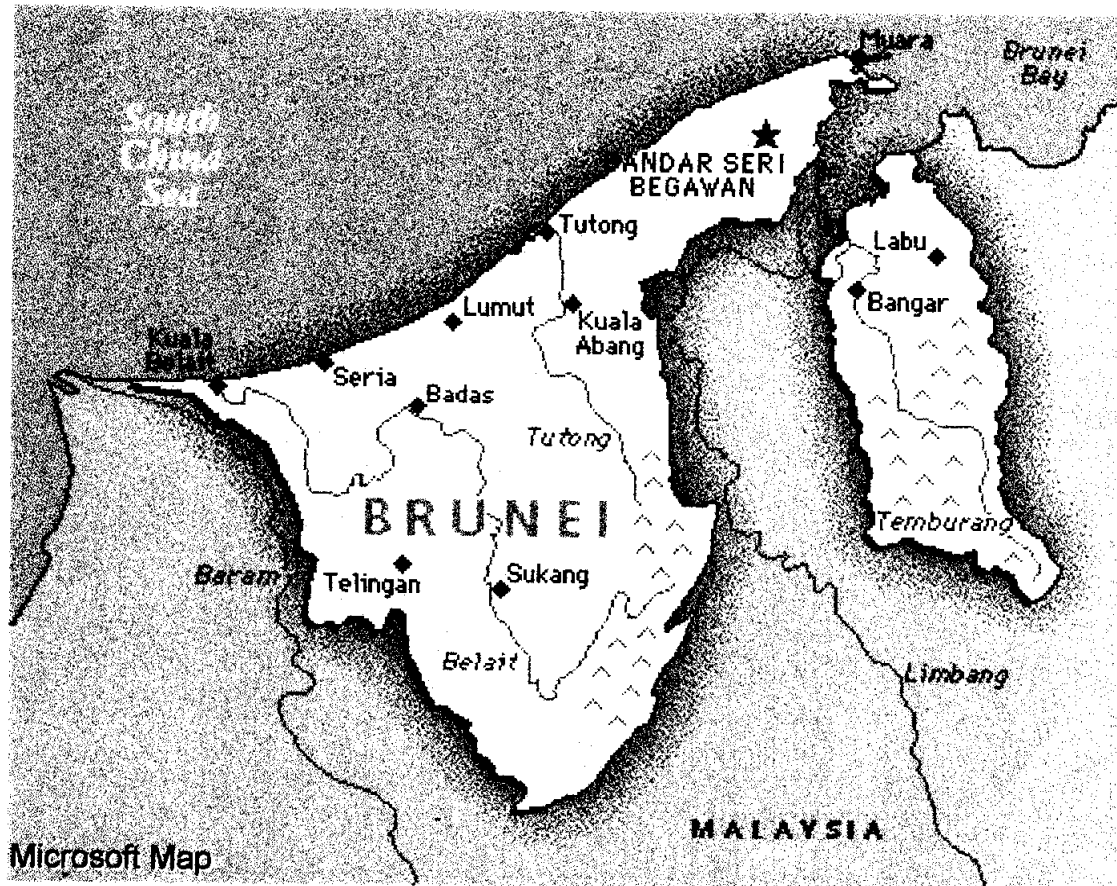 Muara
Brunei
Bay
South
China
Sea
BANDAR SERI
BEGAWAN
Tutong
Labu
Bangar
Lumut
Kuala
Abang
Kuala
Belait
Seria
Badas
Tutong
BRUNEI
Temburang
Baram
Telingan
Sukang
Belait
Limbang
MALAYSIA
Microsoft Map